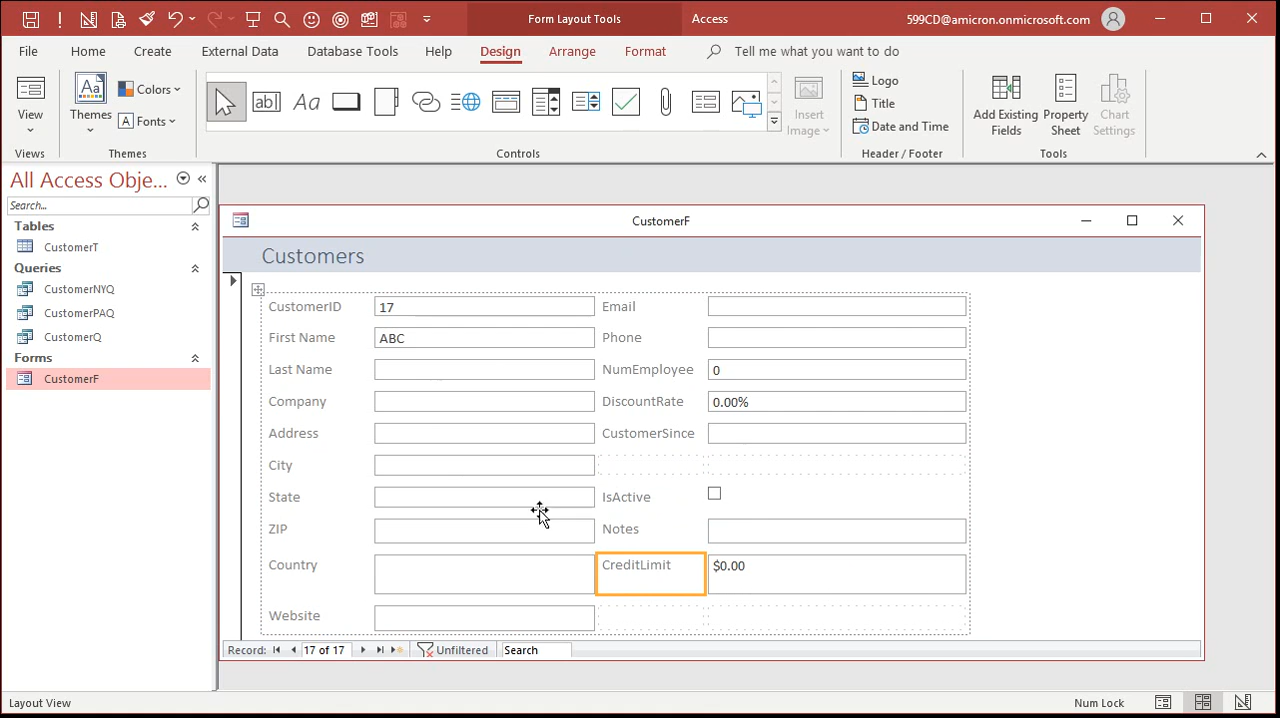 Form Layout Tools
Access
599CD@amicron.onmicrosoft.com
File
Home
Create
External Data
Database Tools
Help
Design
Arrange
Format
Tell me what you want to do
View
Views
Aa
Themes
Colors
A Fonts
Themes
ab
Aa
Controls
Insert Image
Logo
Title
Date and Time
Header / Footer
Add Existing Fields
Property Sheet
Chart Settings
Tools
All Access Obje...
Search...
Tables
CustomerT
Queries
CustomerNYQ
CustomerPAQ
CustomerQ
Forms
CustomerF
CustomerF
Customers
CustomerID 17 Email
First Name ABC Phone
Last Name NumEmployee 0
Company DiscountRate 0.00%
Address CustomerSince
City
State IsActive
ZIP Notes
Country CreditLimit $0.00
Website
Record: 17 of 17 Unfiltered Search
Layout View
Num Lock